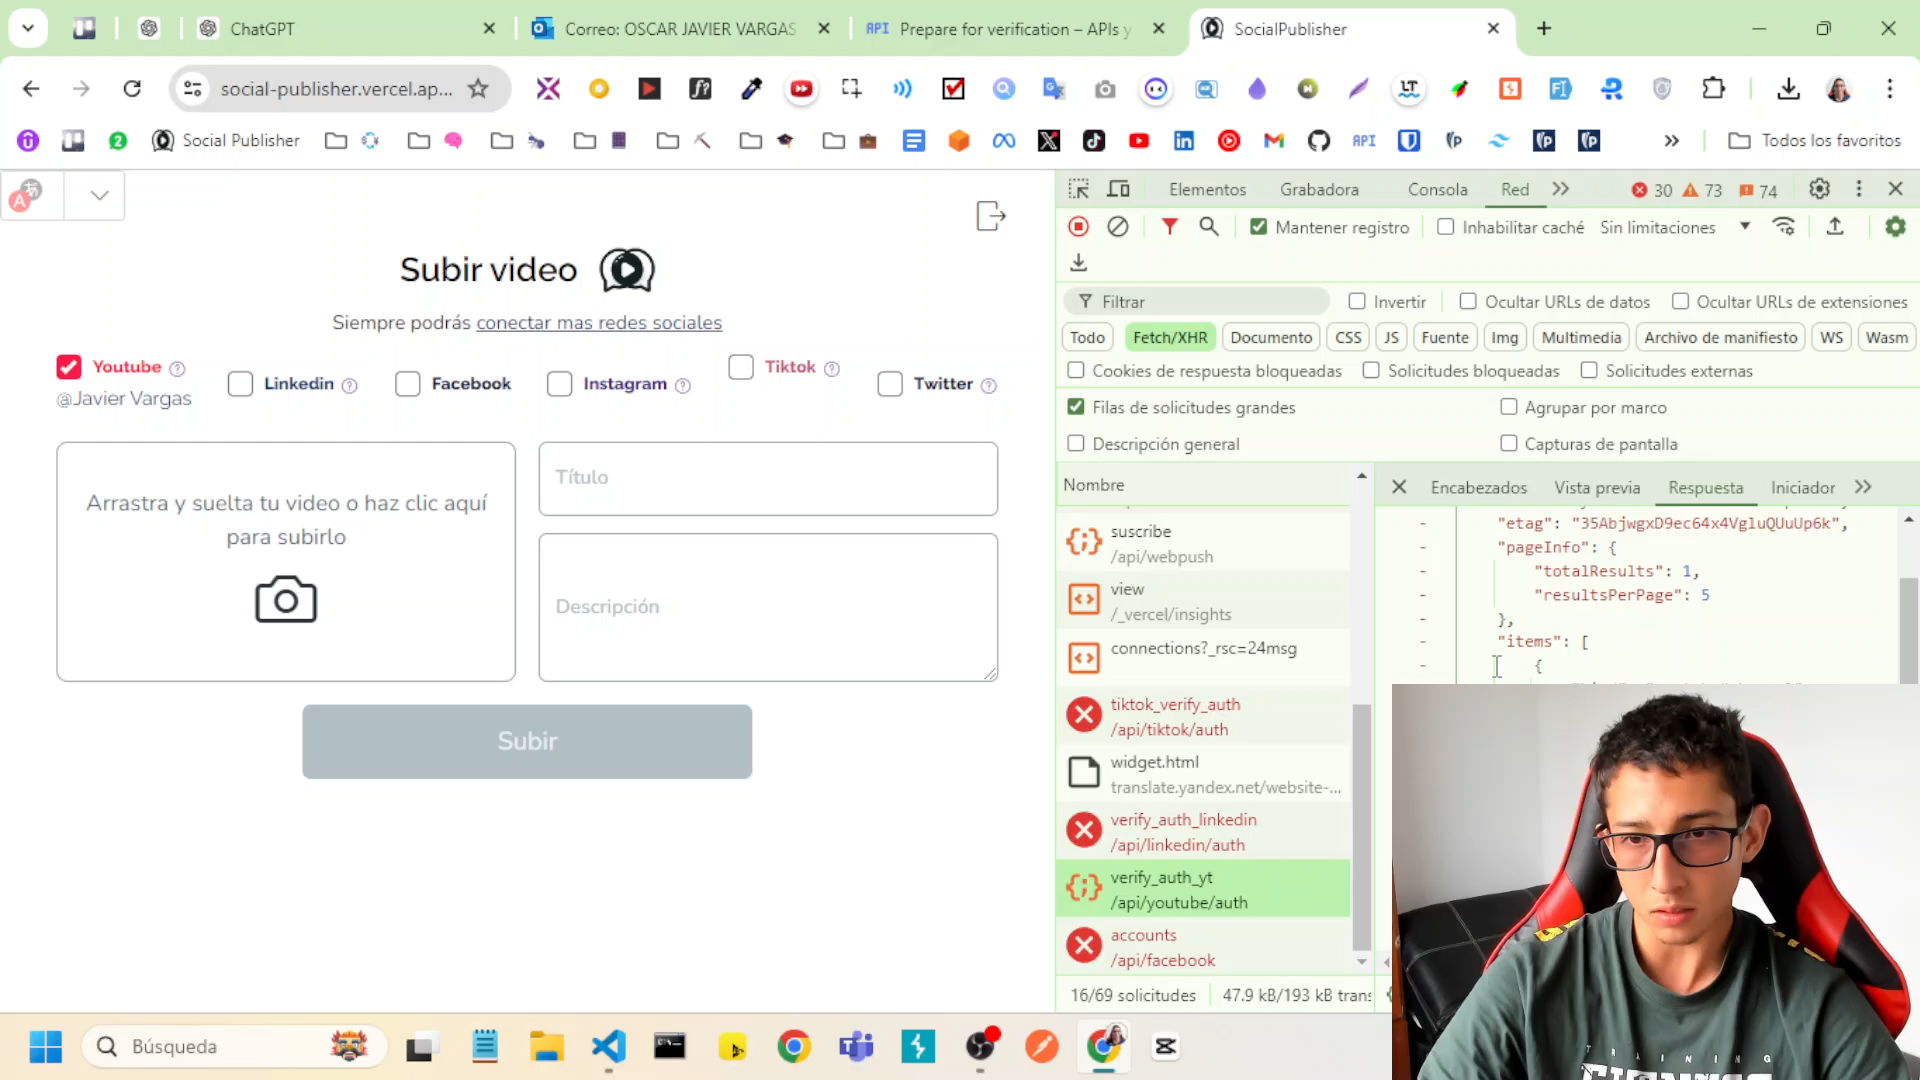 ChatGPT
Correo: OSCAR JAVIER VARGAS
API Prepare for verification – APIs y
SocialPublisher
social-publisher.vercel.ap...
Social Publisher
API
Todos los favoritos
Subir video
Siempre podrás conectar mas redes sociales
Youtube
@Javier Vargas
Linkedin
Facebook
Instagram
Tiktok
Twitter
Arrastra y suelta tu video o haz clic aquí
para subirlo
Título
Descripción
Subir
Elementos
Grabadora
Consola
Red
30
73
74
Mantener registro
Inhabilitar caché
Sin limitaciones
Filtrar
Invertir
Ocultar URLs de datos
Ocultar URLs de extensiones
Todo
Fetch/XHR
Documento
CSS
JS
Fuente
Img
Multimedia
Archivo de manifiesto
WS
Wasm
Cookies de respuesta bloqueadas
Solicitudes bloqueadas
Solicitudes externas
Filas de solicitudes grandes
Agrupar por marco
Descripción general
Capturas de pantalla
Nombre
suscribe
/api/webpush
view
/_vercel/insights
connections?_rsc=24msg
tiktok_verify_auth
/api/tiktok/auth
widget.html
translate.yandex.net/website-...
verify_auth_linkedin
/api/linkedin/auth
verify_auth_yt
/api/youtube/auth
accounts
/api/facebook
16/69 solicitudes
47.9 kB/193 kB trans
Encabezados
Vista previa
Respuesta
Iniciador
"etag": "35AbjwgxD9ec64x4VgluQUuUp6k",
"pageInfo": {
"totalResults": 1,
"resultsPerPage": 5
},
"items": [
{
TRAINING
Búsqueda